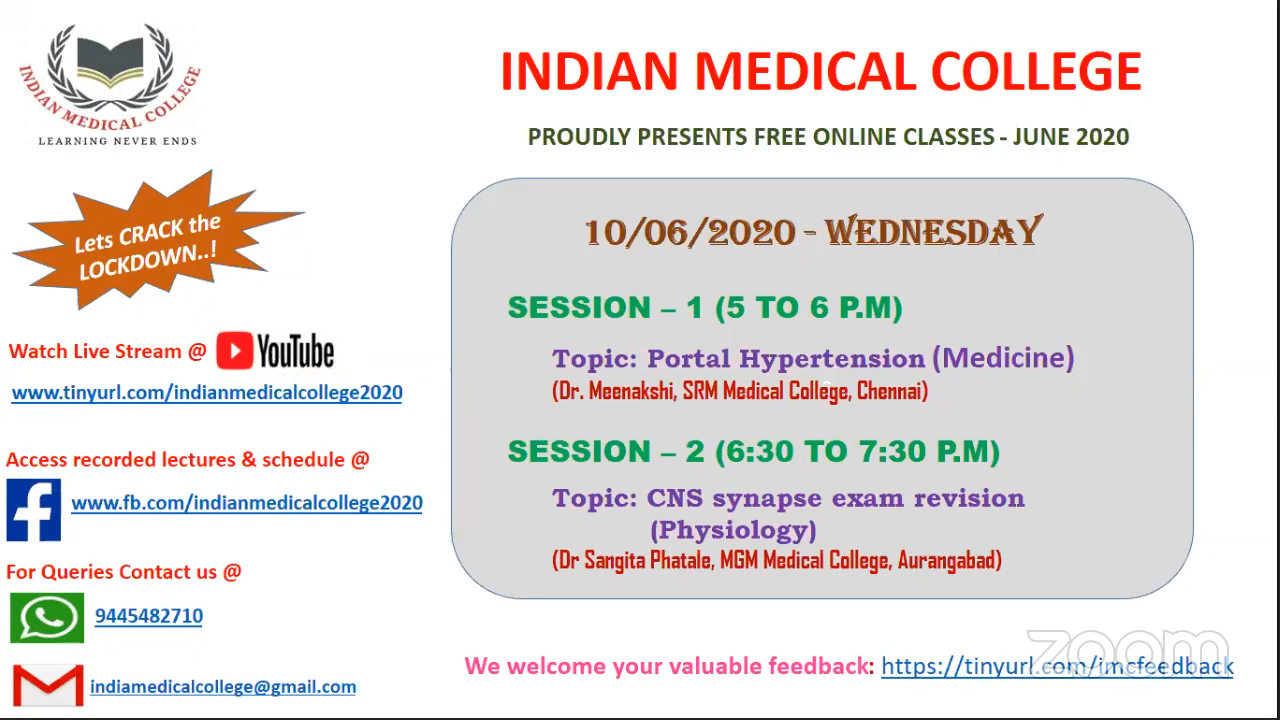 INDIAN MEDICAL COLLEGE
LEARNING NEVER ENDS
INDIAN MEDICAL COLLEGE
PROUDLY PRESENTS FREE ONLINE CLASSES - JUNE 2020
Lets CRACK the
LOCKDOWN..!
Watch Live Stream @ YouTube
www.tinyurl.com/indianmedicalcollege2020
Access recorded lectures & schedule @
www.fb.com/indianmedicalcollege2020
For Queries Contact us @
9445482710
indiamedicalcollege@gmail.com
10/06/2020 - WEDNESDAY
SESSION – 1 (5 TO 6 P.M)
Topic: Portal Hypertension (Medicine)
(Dr. Meenakshi, SRM Medical College, Chennai)
SESSION – 2 (6:30 TO 7:30 P.M)
Topic: CNS synapse exam revision
(Physiology)
(Dr Sangita Phatale, MGM Medical College, Aurangabad)
We welcome your valuable feedback: https://tinyurl.com/imcfeedback
zoom